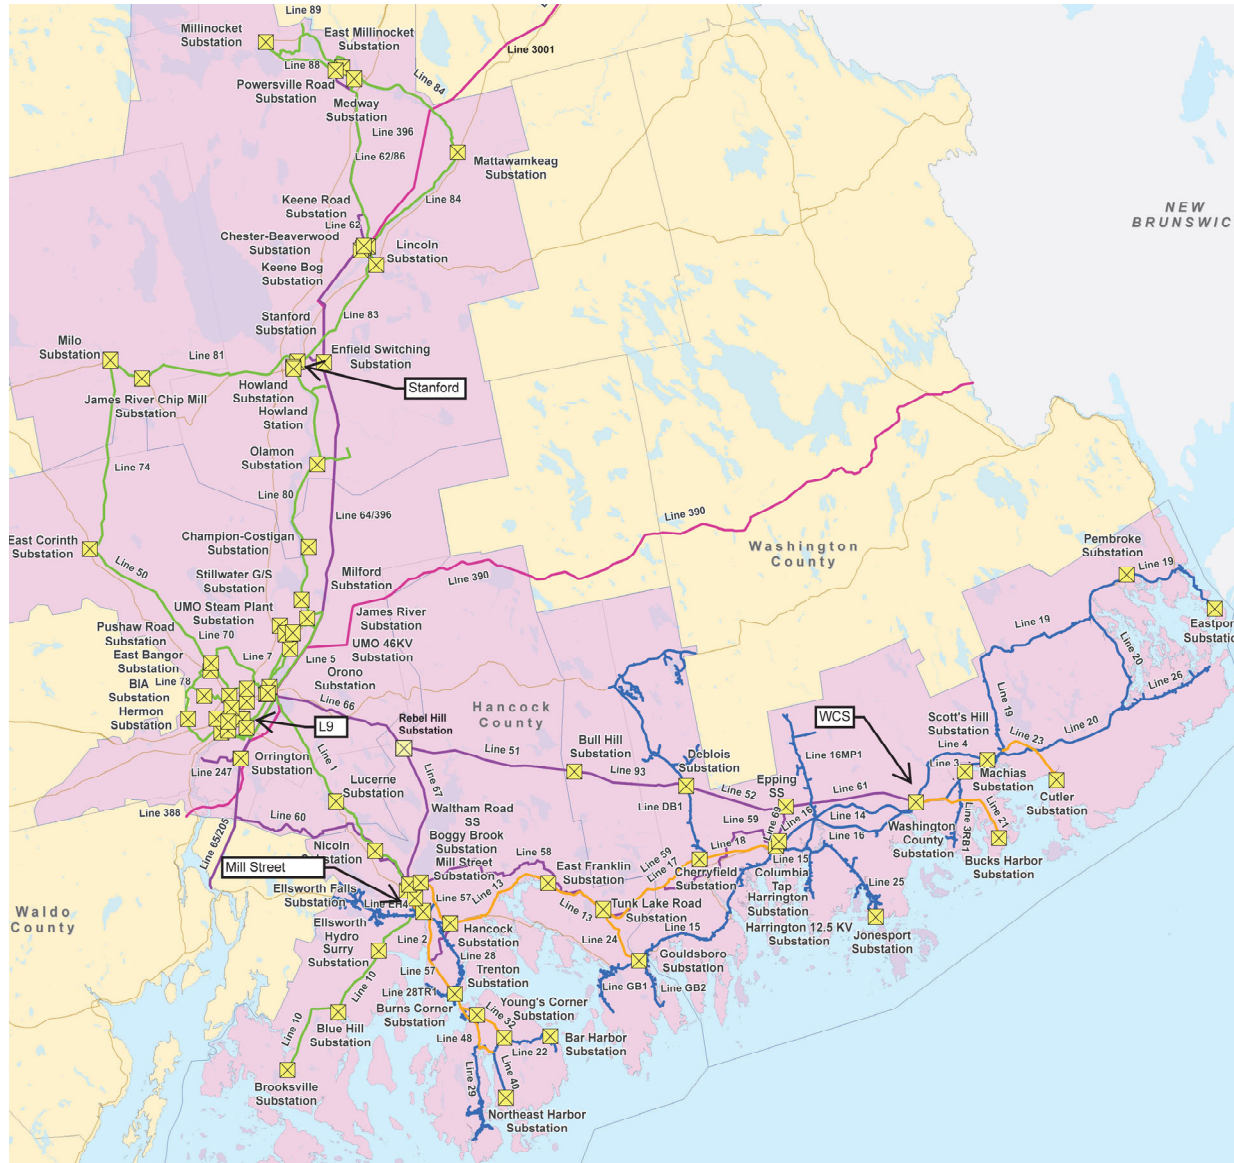 Line 89
Millinocket
Substation
East Millinocket
Substation
Line 3001
Line 88
Line 84
Powersville Road
Substation
Medway
Substation
Line 396
Line 62/86
Mattawamkeag
Substation
Keene Road
Substation
Line 84
Line 62
Chester-Beaverwood
Substation
Lincoln
Substation
Keene Bog
Substation
NEW
BRUNSWIC
Stanford
Substation
Line 83
Milo
Substation
Line 81
Enfield Switching
Substation
Stanford
James River Chip Mill
Substation
Howland
Substation
Howland
Station
Olamon
Substation
Line 74
Line 80
Line 64/396
Line 390
East Corinth
Substation
Champion-Costigan
Substation
Washington
County
Pembroke
Substation
Line 19
Line 50
Stillwater G/S
Substation
Milford
Substation
Line 390
UMO Steam Plant
Substation
James River
Substation
Pushaw Road
Substation
Line 70
UMO 46KV
Substation
Line 19
Eastpor
Substa
East Bangor
Substation
Line 7
Line 5
Orono
Substation
Line 20
BIA
Substation
Line 78
Line 26
Hermon
Substation
Line 66
Hancock
County
L9
Rebel Hill
Substation
WCS
Scott's Hill
Substation
Line 19
Line 20
Line 23
Line 51
Bull Hill
Substation
Line 16MP1
Line 4
Line 247
Orrington
Substation
Line 1
Line 93
Deblois
Substation
Line 3
Machias
Substation
Cutler
Substation
Lucerne
Substation
Line 67
Epping
SS
Line 61
Line 52
Line 388
Line 60
Waltham Road
SS
Line DB1
Line 59
Line 69
Line 16
Line 14
Washington
County
Substation
Line 3RB1
Line 21
Bucks Harbor
Substation
Line 65/205
Boggy Brook
Substation
Nicoln
Substation
Mill Street
Substation
Line 58
Line 59
Line 18
Line 16
Mill Street
East Franklin
Substation
Line 17
Cherryfield
Substation
Line 15
Columbia
Tap
Line 25
Waldo
County
Ellsworth Falls
Substation
Line EH4
Line 57
Line 13
Line 13
Tunk Lake Road
Substation
Harrington
Substation
Harrington 12.5 KV
Substation
Jonesport
Substation
Ellsworth
Hydro
Surry
Substation
Line 2
Hancock
Substation
Line 24
Line 15
Line 28
Gouldsboro
Substation
Line 57
Trenton
Substation
Line 10
Line 28TR1
Line GB1
Line GB2
Burns Corner
Substation
Young's Corner
Substation
Line 10
Blue Hill
Substation
Line 32
Line 48
Line 22
Bar Harbor
Substation
Brooksville
Substation
Line 29
Line 40
Northeast Harbor
Substation